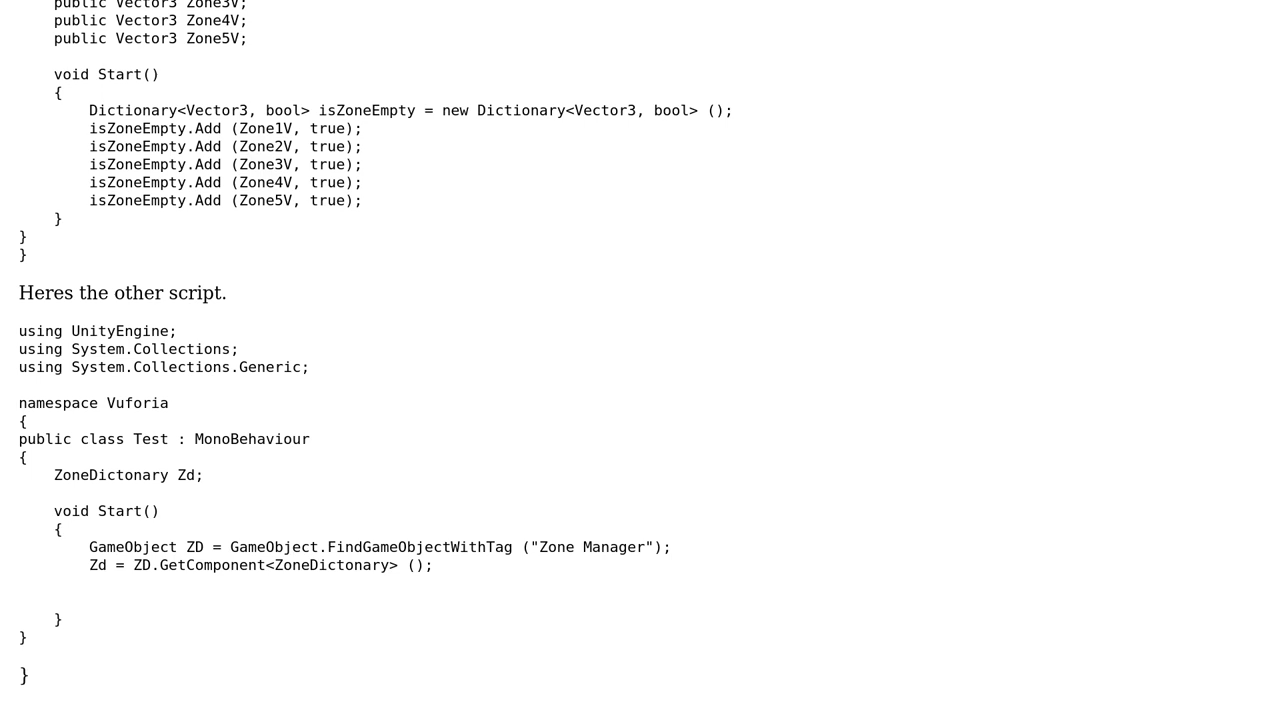 public Vector3 Zone3V;
public Vector3 Zone4V;
public Vector3 Zone5V;
void Start()
{
Dictionary<Vector3, bool> isZoneEmpty = new Dictionary<Vector3, bool> ();
isZoneEmpty.Add (Zone1V, true);
isZoneEmpty.Add (Zone2V, true);
isZoneEmpty.Add (Zone3V, true);
isZoneEmpty.Add (Zone4V, true);
isZoneEmpty.Add (Zone5V, true);
}
}
}
Heres the other script.
using UnityEngine;
using System.Collections;
using System.Collections.Generic;
namespace Vuforia
{
public class Test : MonoBehaviour
{
ZoneDictonary Zd;
void Start()
{
GameObject ZD = GameObject.FindGameObjectWithTag ("Zone Manager");
Zd = ZD.GetComponent<ZoneDictonary> ();
}
}
}